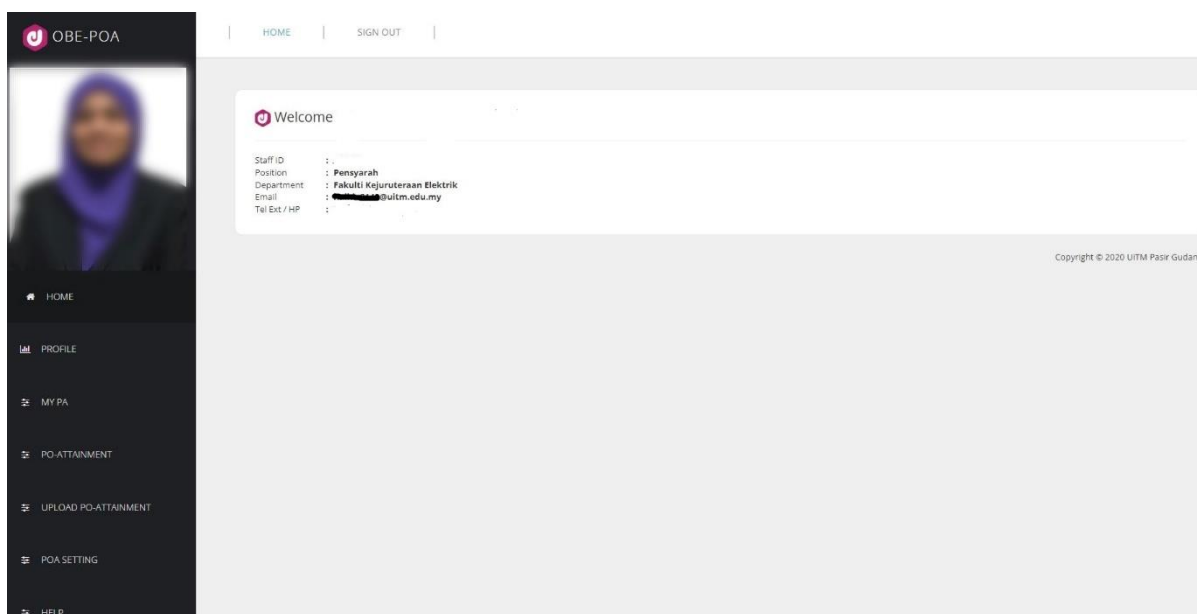 OBE-POA
HOME
SIGN OUT
Welcome
Staff ID :
Position : Pensyarah
Department : Fakulti Kejuruteraan Elektrik
Email : @uitm.edu.my
Tel Ext / HP :
Copyright © 2020 UiTM Pasir Gudan
HOME
PROFILE
MY PA
PO-ATTAINMENT
UPLOAD PO-ATTAINMENT
POA SETTING
HELP